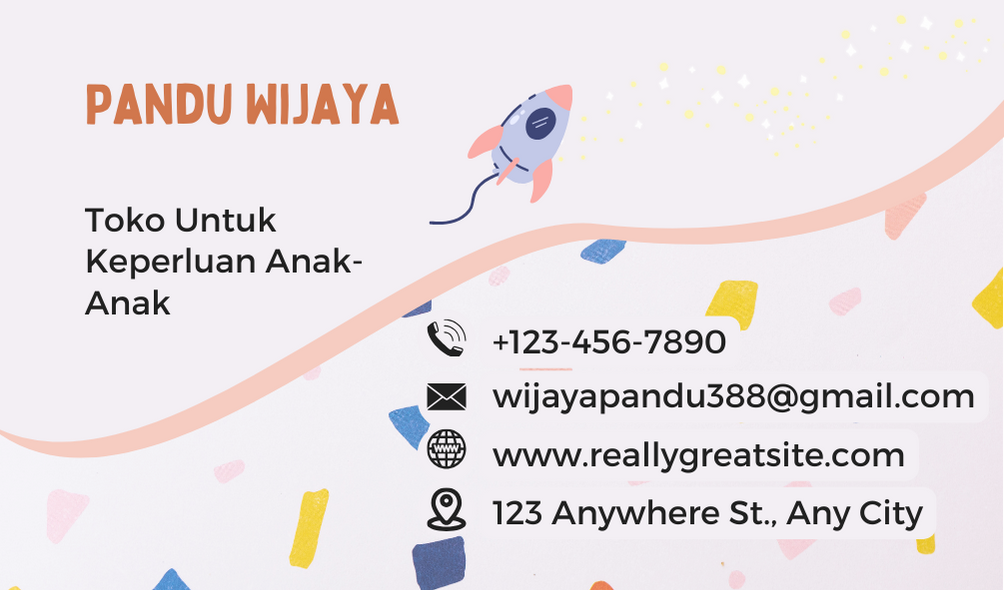 PANDU WIJAYA
Toko Untuk
Keperluan Anak-
Anak
+123-456-7890
wijayapandu388@gmail.com
www.reallygreatsite.com
123 Anywhere St., Any City